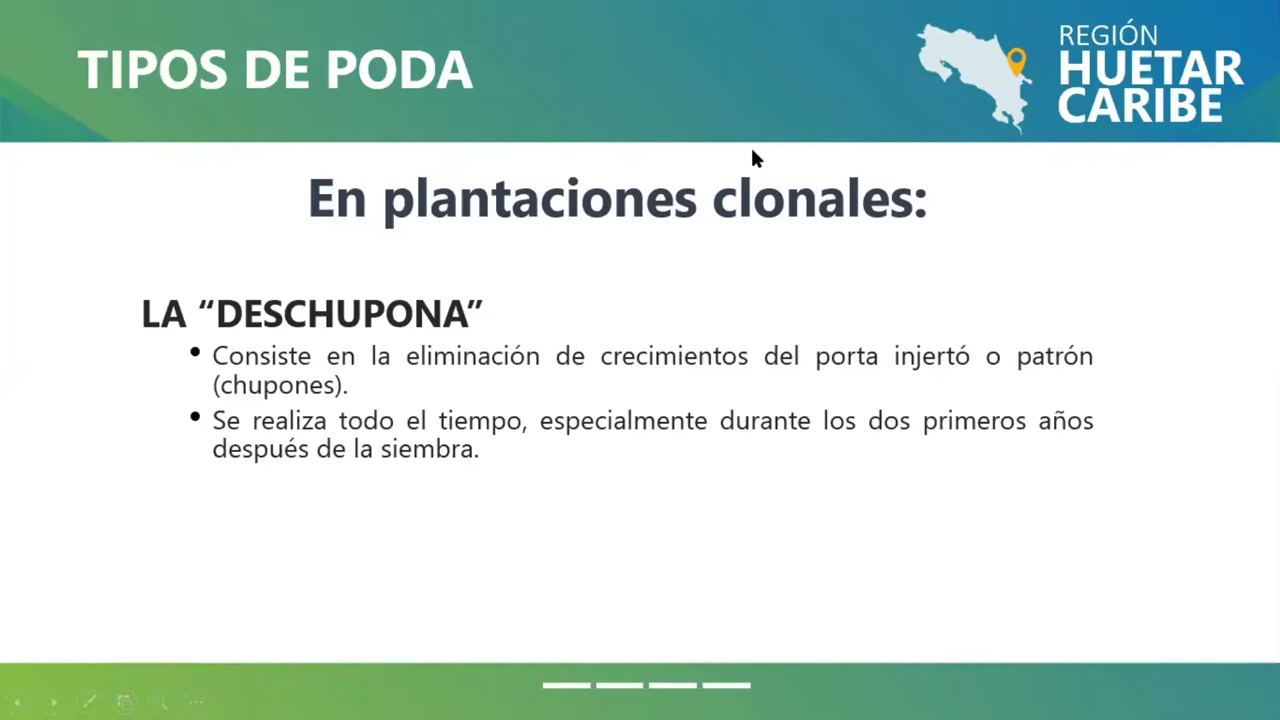 TIPOS DE PODA
REGIÓN
HUETAR
CARIBE
En plantaciones clonales:
LA “DESCHUPONA”
• Consiste en la eliminación de crecimientos del porta injertó o patrón
(chupones).
• Se realiza todo el tiempo, especialmente durante los dos primeros años
después de la siembra.